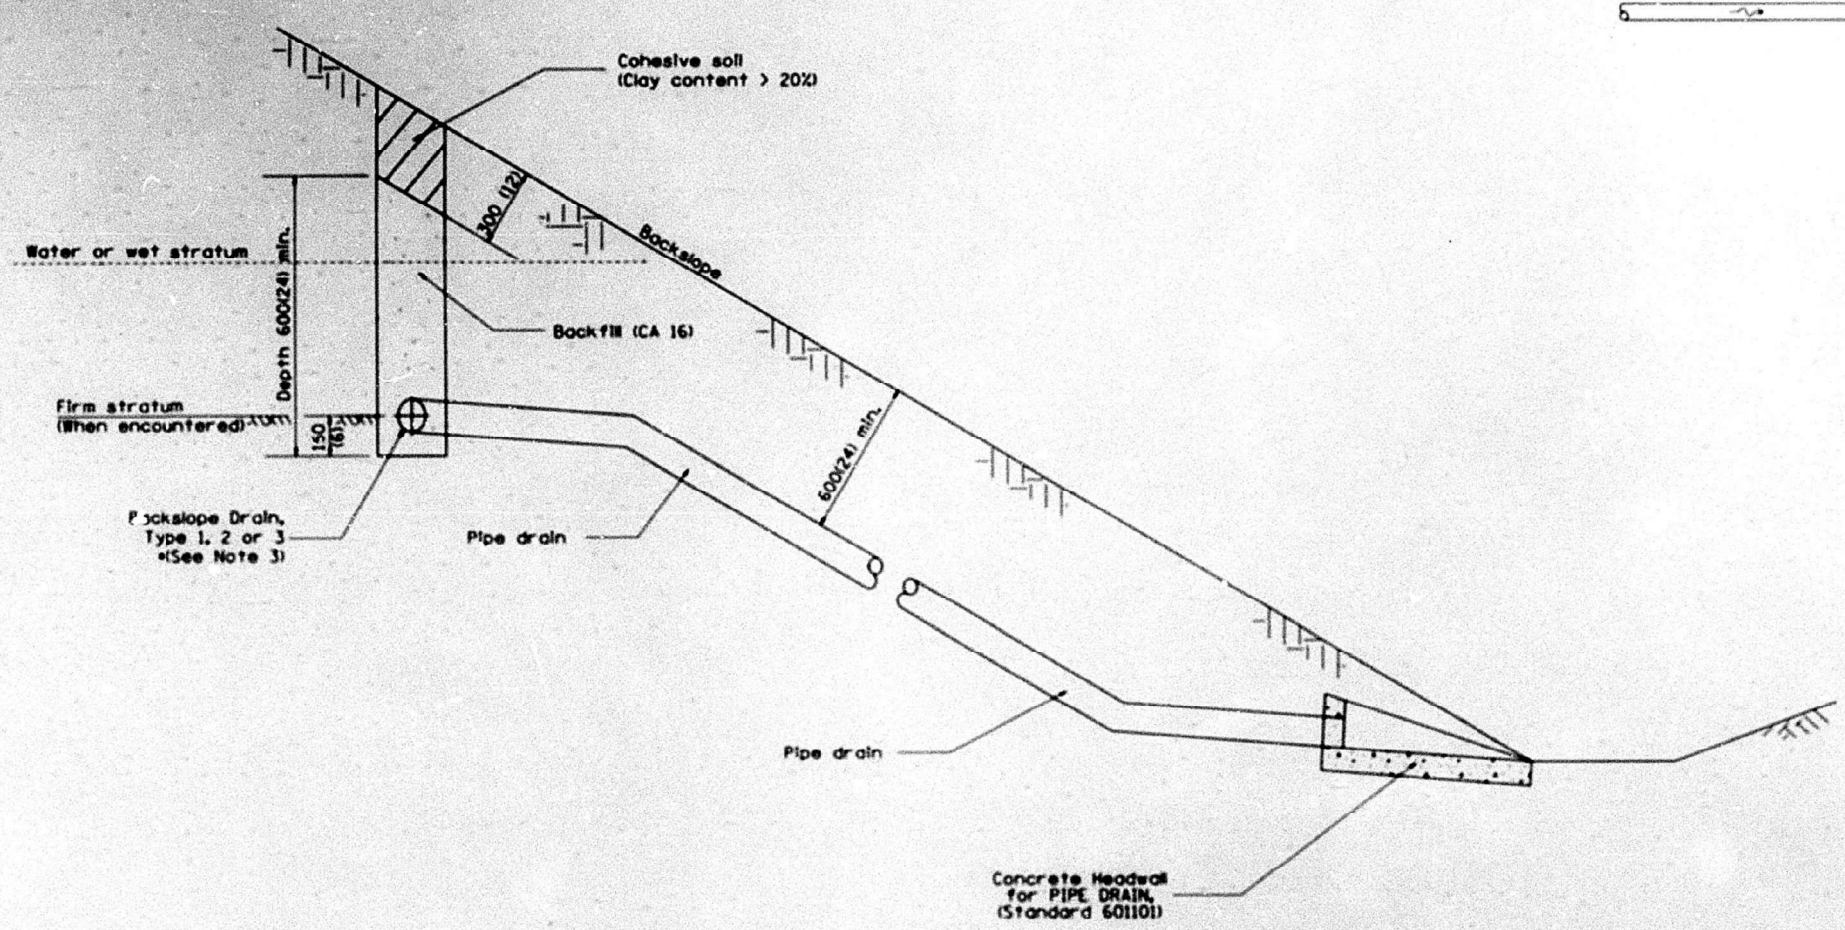 Cohesive soil
(Clay content > 20%)
300 (12)
Backslope
Water or wet stratum
Depth 600(24) min.
Backfill (CA 16)
Firm stratum
(When encountered)
150
(6)
600(24) min.
Backslope Drain,
Type 1, 2 or 3
*(See Note 3)
Pipe drain
Pipe drain
Concrete Headwall
for PIPE DRAIN,
(Standard 601101)